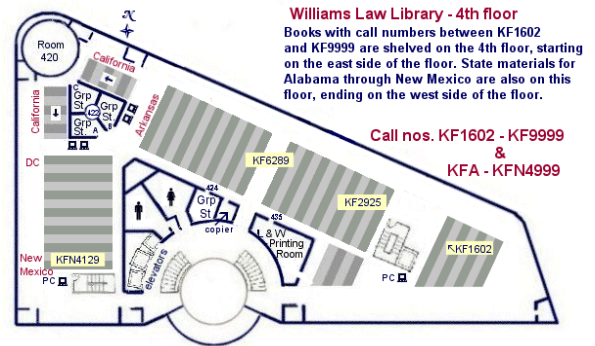 Williams Law Library - 4th floor
Books with call numbers between KF1602
and KF9999 are shelved on the 4th floor, starting
on the east side of the floor. State materials for
Alabama through New Mexico are also on this
floor, ending on the west side of the floor.
Call nos. KF1602 - KF9999
&
KFA - KFN4999
N
Room
420
California
California
C
Grp
St.
Grp
St.
Grp
St.
422
A
B
Arkansas
DC
KF6289
KF2925
KF1602
424
Grp
St
copier
435
L & W
Printing
Room
elevators
KFN4129
New
Mexico
PC
PC